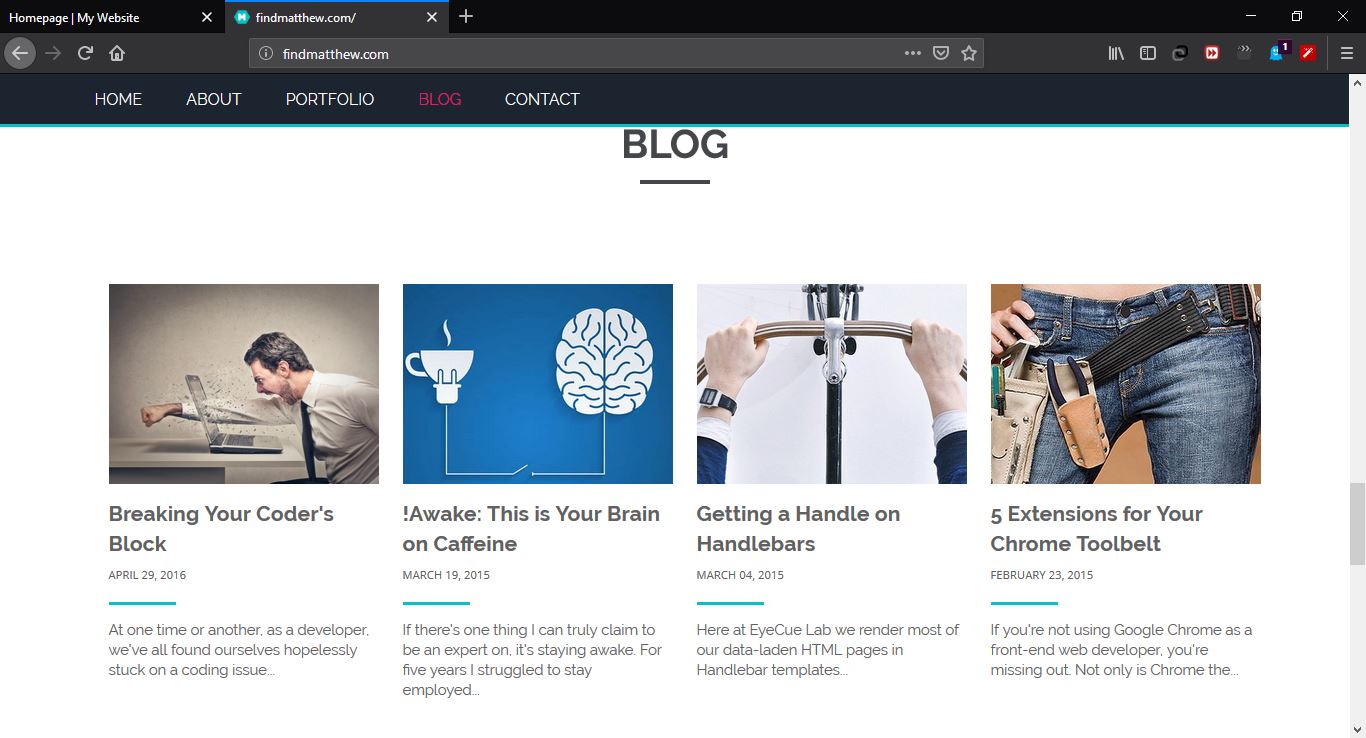 Homepage | My Website
findmatthew.com/
findmatthew.com
1
HOME ABOUT PORTFOLIO BLOG CONTACT
BLOG
Breaking Your Coder's
Block
APRIL 29, 2016
At one time or another, as a developer,
we've all found ourselves hopelessly
stuck on a coding issue...
!Awake: This is Your Brain
on Caffeine
MARCH 19, 2015
If there's one thing I can truly claim to
be an expert on, it's staying awake. For
five years I struggled to stay
employed...
Getting a Handle on
Handlebars
MARCH 04, 2015
Here at EyeCue Lab we render most of
our data-laden HTML pages in
Handlebar templates...
5 Extensions for Your
Chrome Toolbelt
FEBRUARY 23, 2015
If you're not using Google Chrome as a
front-end web developer, you're
missing out. Not only is Chrome the...